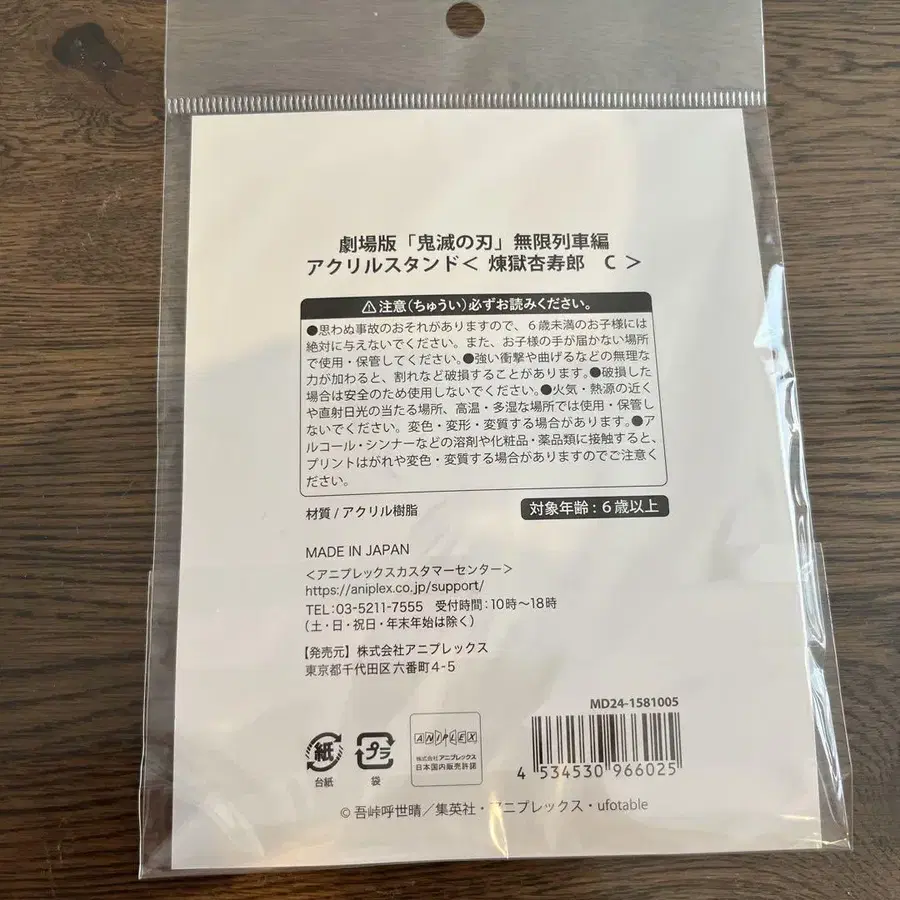 劇場版「鬼滅の刃」無限列車編
アクリルスタンド＜ 煉獄杏寿郎　C ＞
⚠注意（ちゅうい）必ずお読みください。
●思わぬ事故のおそれがありますので、６歳未満のお子様には
絶対に与えないでください。また、お子様の手が届かない場所
で使用・保管してください。●強い衝撃や曲げるなどの無理な
力が加わると、割れなど破損することがあります。●破損した
場合は安全のため使用しないでください。●火気・熱源の近く
や直射日光の当たる場所、高温・多湿な場所では使用・保管し
ないでください。変色・変形・変質する場合があります。●ア
ルコール・シンナーなどの溶剤や化粧品・薬品類に接触すると、
プリントはがれや変色・変質する場合がありますのでご注意く
ださい。
材質 / アクリル樹脂
対象年齢：６歳以上
MADE IN JAPAN
＜アニプレックスカスタマーセンター＞
https://aniplex.co.jp/support/
TEL：03-5211-7555　受付時間：10時～18時
（土・日・祝日・年末年始は除く）
【発売元】株式会社アニプレックス
東京都千代田区六番町4-5
MD24-1581005
紙
台紙
プラ
袋
ANIPLEX
株式会社アニプレックス
日本国内販売許諾
4 534530 966025
© 吾峠呼世晴／集英社・アニプレックス・ufotable